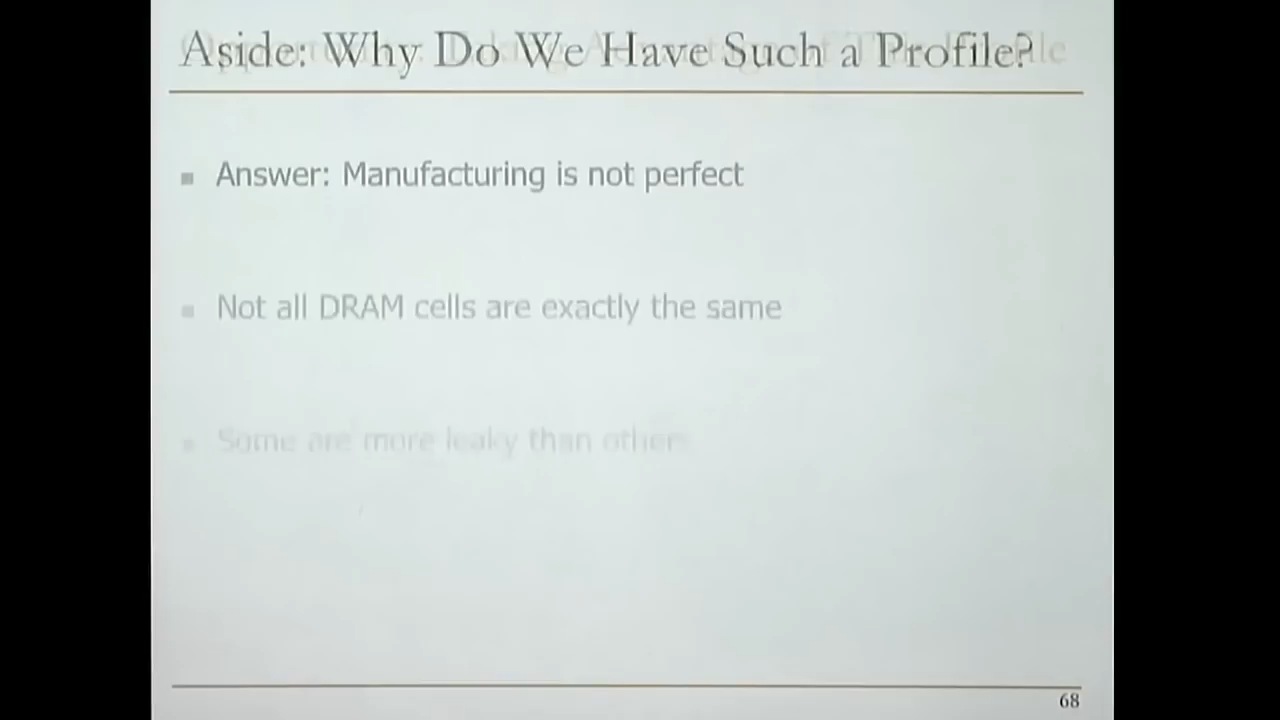 Aside: Why Do We Have Such a Profile?
Answer: Manufacturing is not perfect
Not all DRAM cells are exactly the same
Some are more leaky than others
68